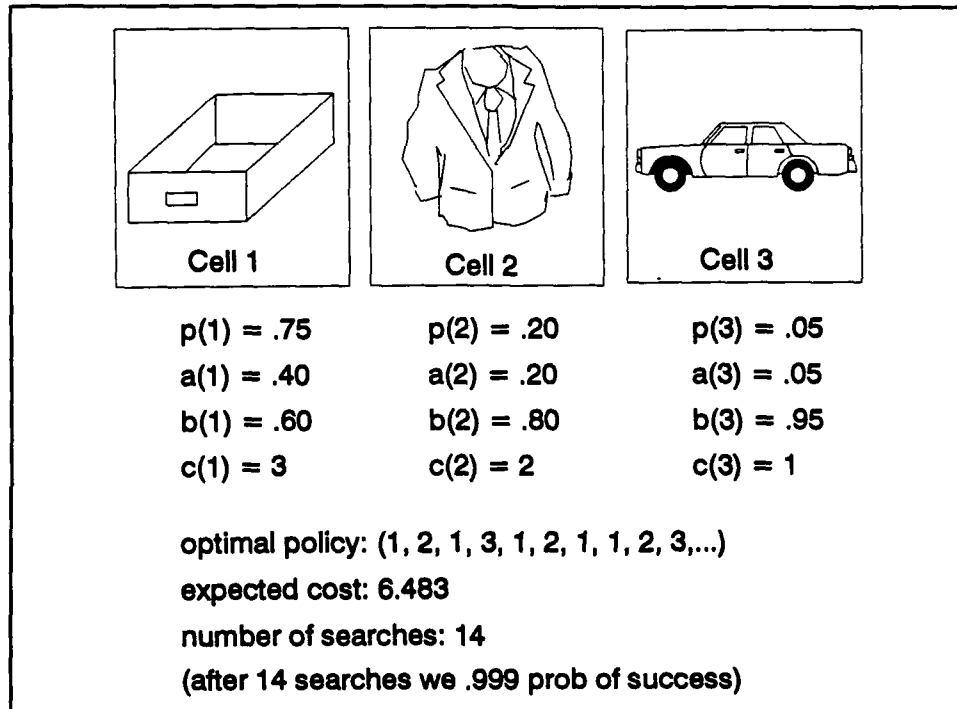 Cell 1
Cell 2
Cell 3
p(1) = .75
p(2) = .20
p(3) = .05
a(1) = .40
a(2) = .20
a(3) = .05
b(1) = .60
b(2) = .80
b(3) = .95
c(1) = 3
c(2) = 2
c(3) = 1
optimal policy: (1, 2, 1, 3, 1, 2, 1, 1, 2, 3,...)
expected cost: 6.483
number of searches: 14
(after 14 searches we .999 prob of success)